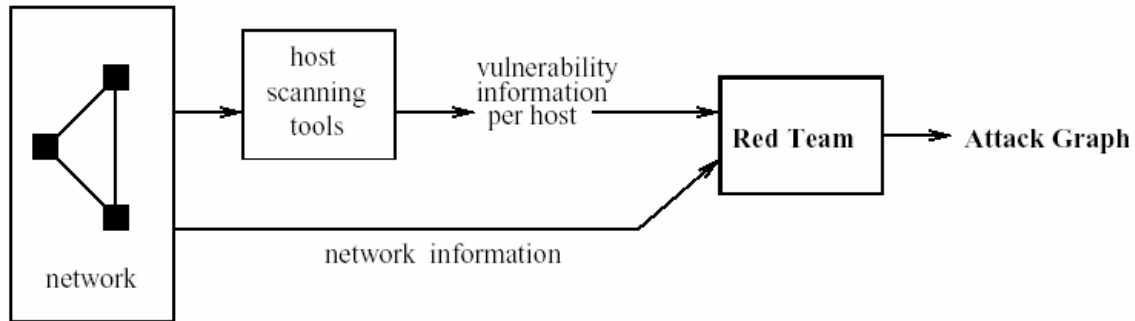 host
scanning
tools
vulnerability
information
per host
Red Team
Attack Graph
network information
network